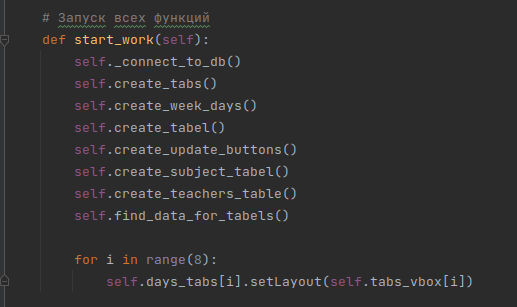 # Запуск всех функций
def start_work(self):
self._connect_to_db()
self.create_tabs()
self.create_week_days()
self.create_tabel()
self.create_update_buttons()
self.create_subject_tabel()
self.create_teachers_table()
self.find_data_for_tabels()
for i in range(8):
self.days_tabs[i].setLayout(self.tabs_vbox[i])